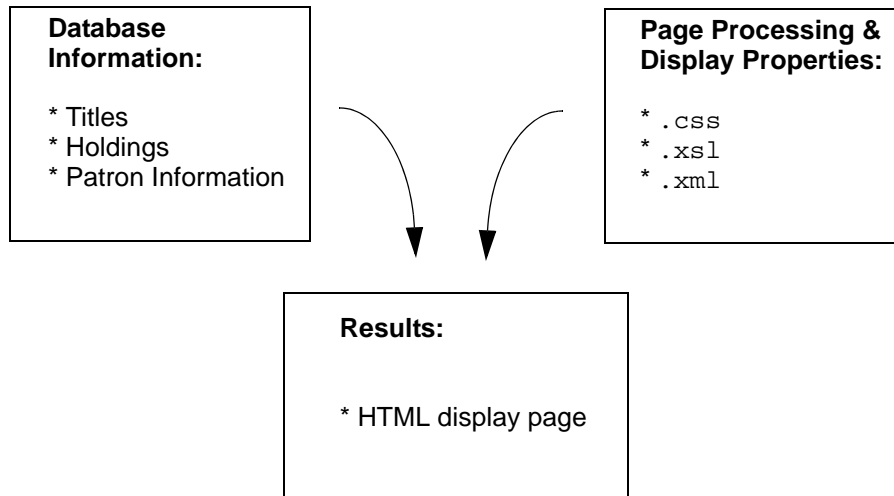 Database
Information:
* Titles
* Holdings
* Patron Information
Page Processing &
Display Properties:
* .css
* .xsl
* .xml
Results:
* HTML display page